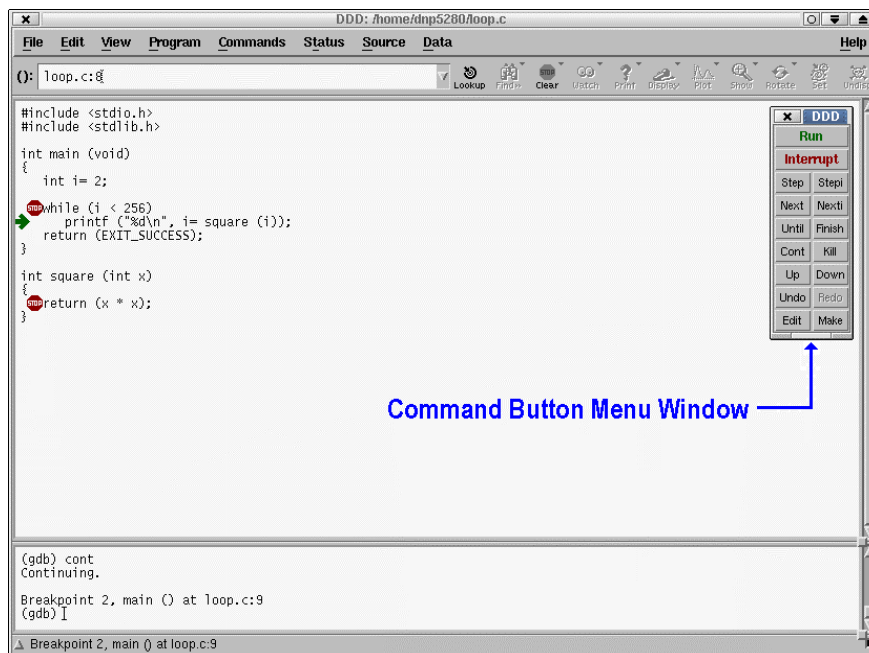 DDD: /home/dnp5280/loop.c
File Edit View Program Commands Status Source Data Help
(): loop.c:8
Lookup Find» Clear Watch Print Display Plot Show Rotate Set Undisp
#include <stdio.h>
#include <stdlib.h>
int main (void)
{
int i= 2;
STOP while (i < 256)
printf ("%d\n", i= square (i));
return (EXIT_SUCCESS);
}
int square (int x)
{
STOP return (x * x);
}
DDD
Run
Interrupt
Step Stepi
Next Nexti
Until Finish
Cont Kill
Up Down
Undo Redo
Edit Make
Command Button Menu Window
(gdb) cont
Continuing.
Breakpoint 2, main () at loop.c:9
(gdb)
Breakpoint 2, main () at loop.c:9